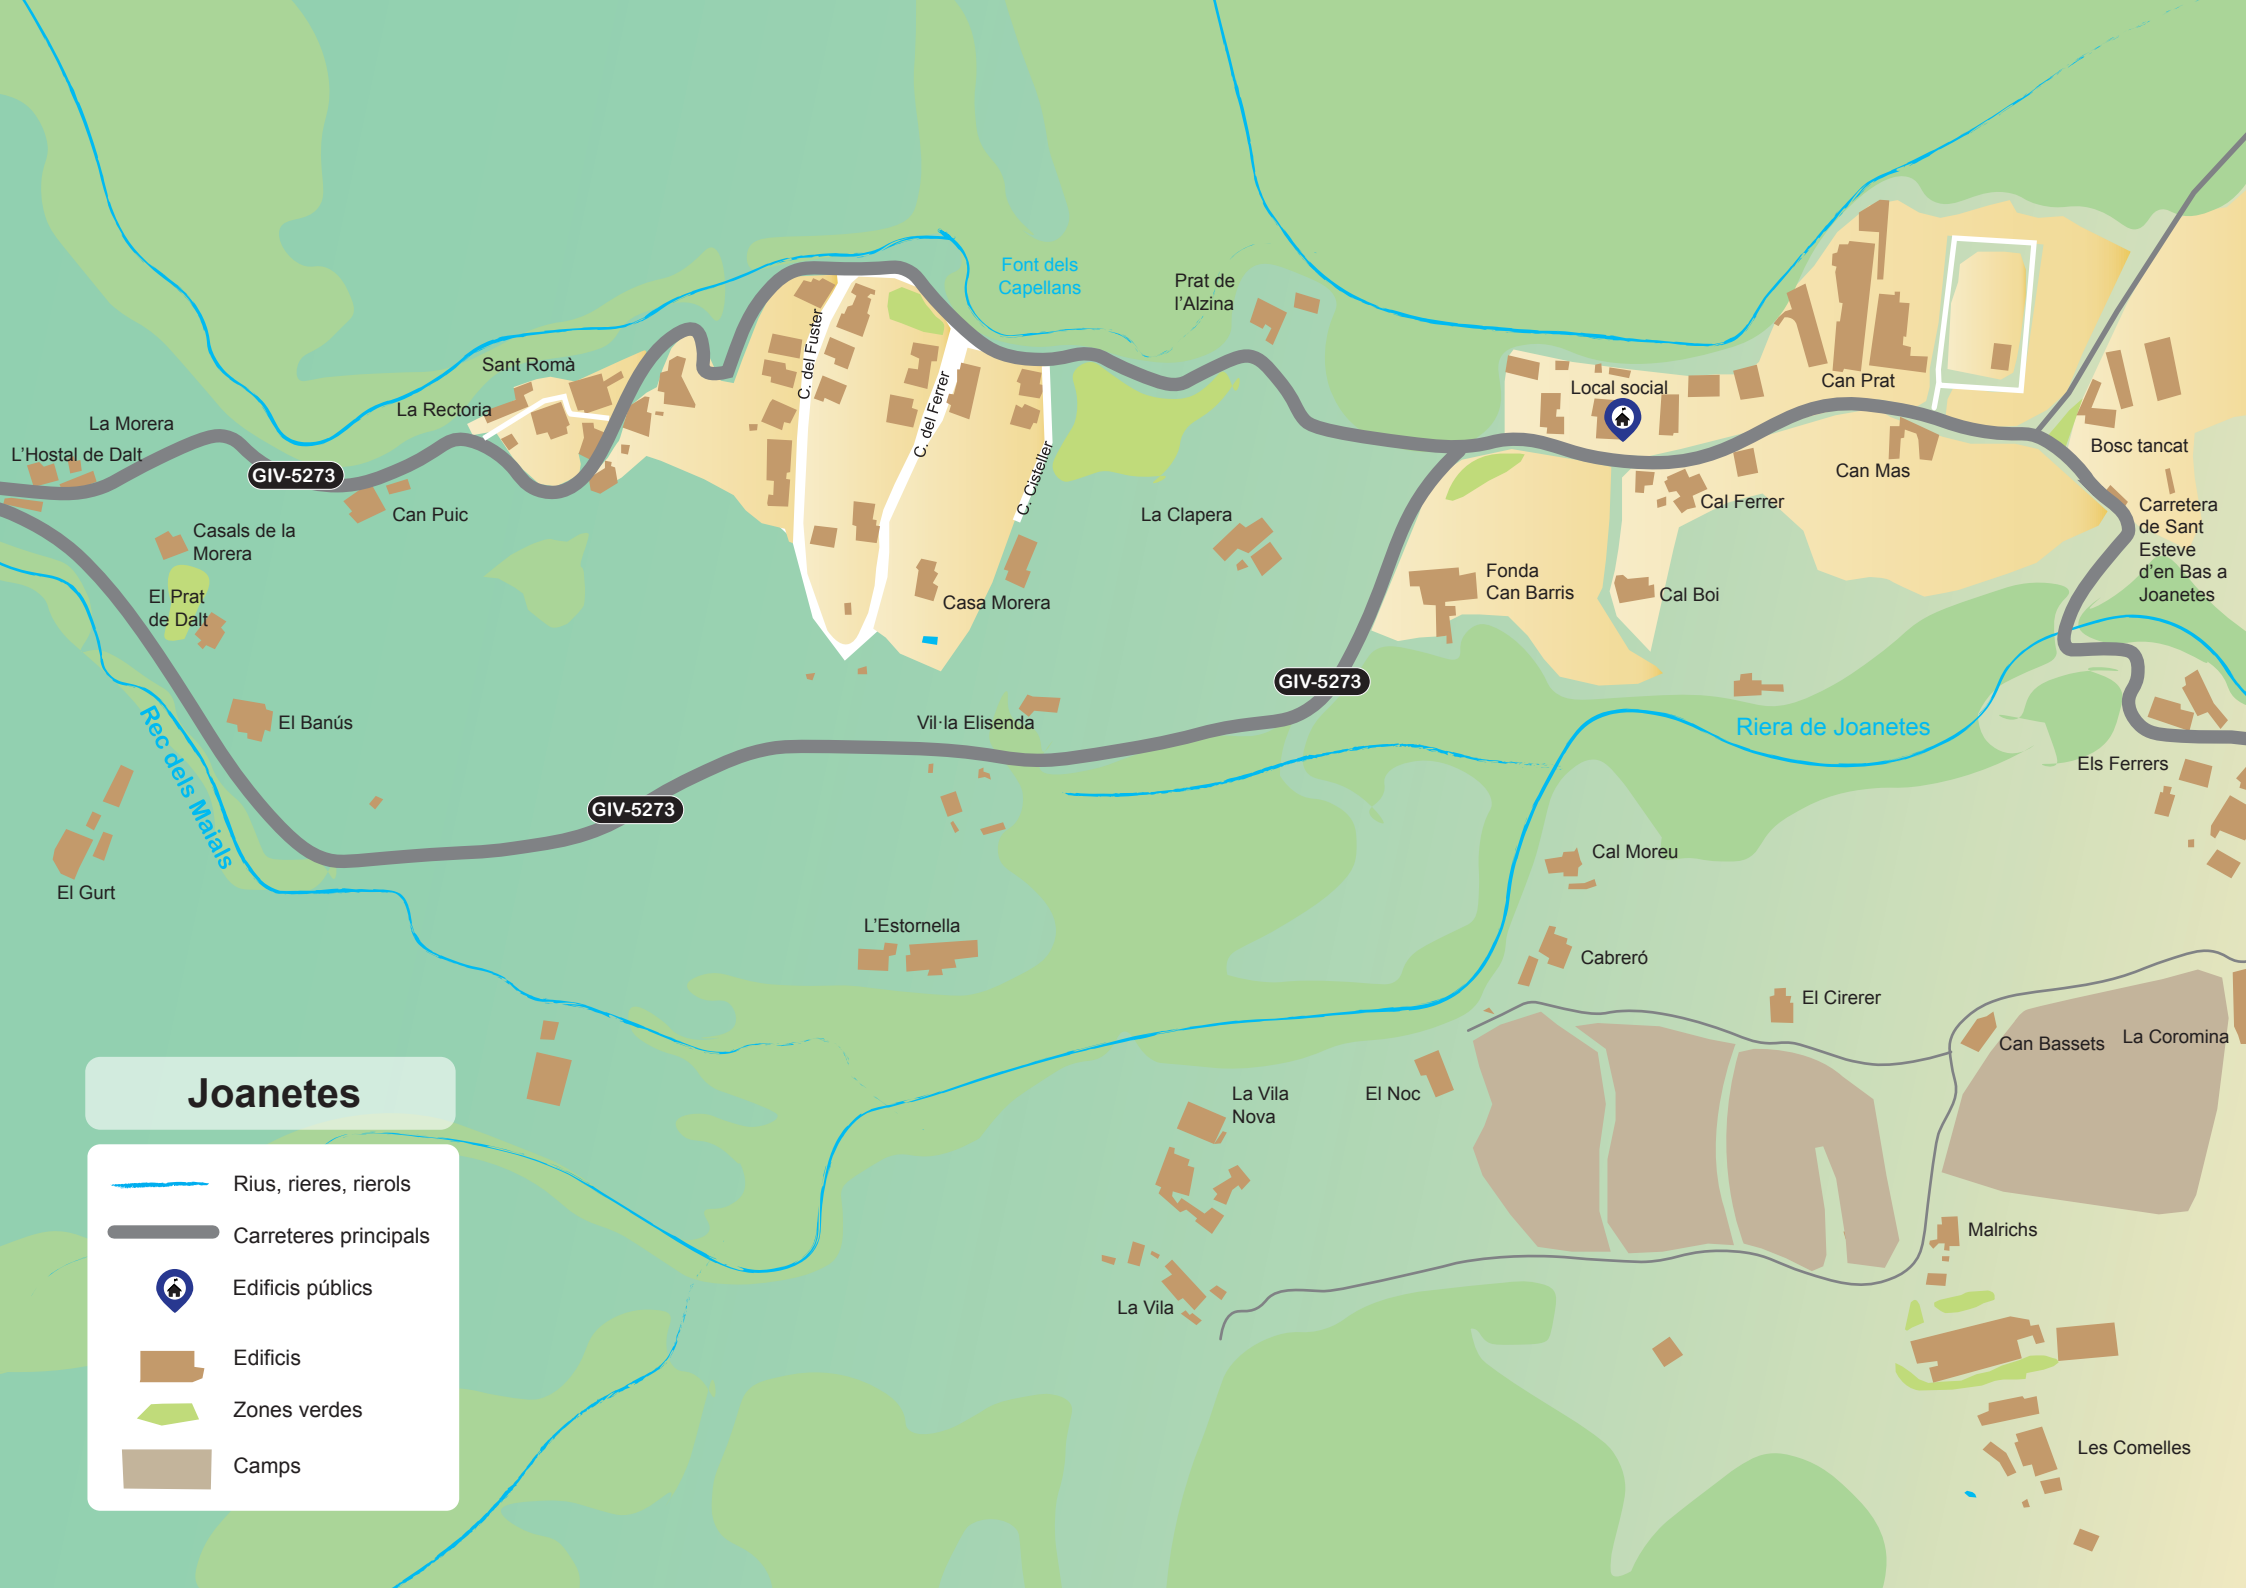 Font dels
Capellans
Prat de
l'Alzina
C. del Fuster
Sant Romà
La Rectoria
C. del Ferrer
Can Prat
Local social
La Morera
L'Hostal de Dalt
GIV-5273
C. Cisteller
Bosc tancat
Can Mas
Cal Ferrer
Carretera
de Sant
Esteve
d'en Bas a
Joanetes
Can Puic
La Clapera
Casals de la
Morera
El Prat
de Dalt
Fonda
Can Barris
Cal Boi
Casa Morera
GIV-5273
El Banús
Vil·la Elisenda
Riera de Joanetes
Rec dels Maials
Els Ferrers
GIV-5273
El Gurt
Cal Moreu
L'Estornella
Cabreró
El Cirerer
Can Bassets
La Coromina
El Noc
La Vila
Nova
Malrichs
La Vila
Les Comelles
Joanetes
Rius, rieres, rierols
Carreteres principals
Edificis públics
Edificis
Zones verdes
Camps